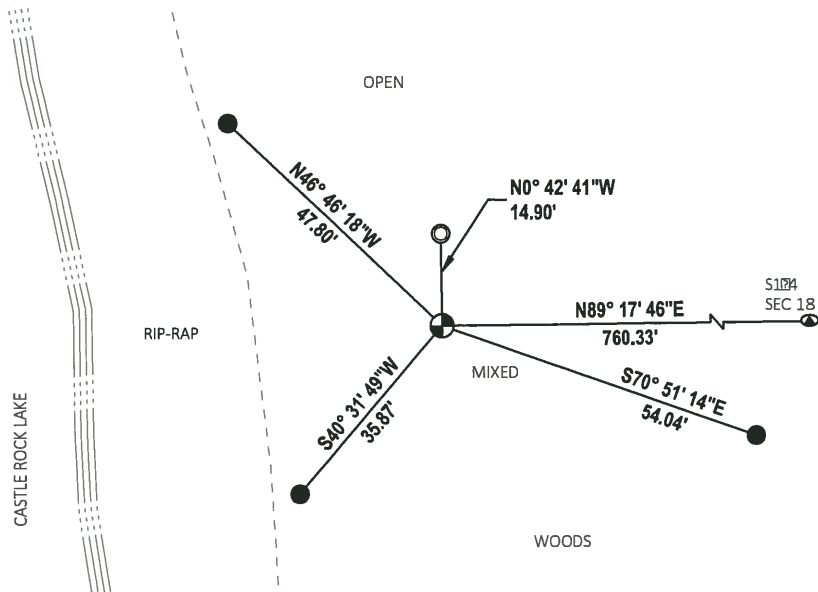 OPEN
N46° 46' 18"W
47.80'
N0° 42' 41"W
14.90'
SEC 18
N89° 17' 46"E
760.33'
RIP-RAP
MIXED
S70° 51' 14"E
54.04'
S40° 31' 49"W
35.87'
CASTLE ROCK LAKE
WOODS